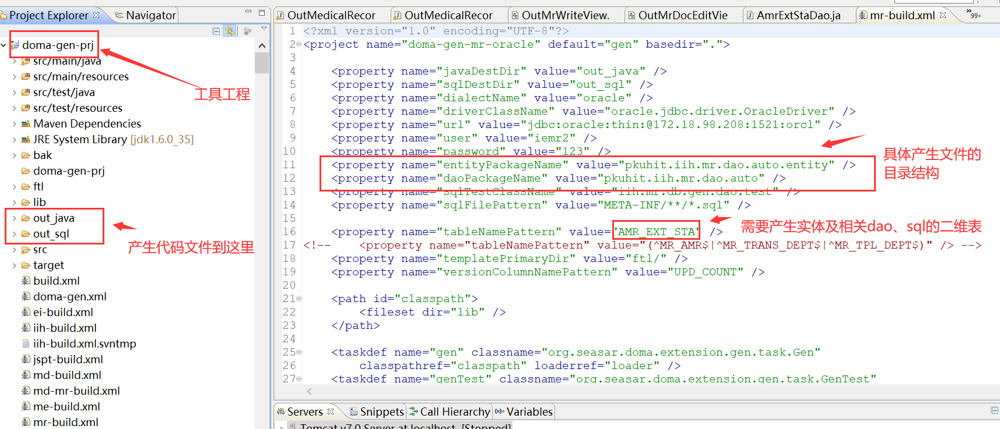 Project Explorer
Navigator
doma-gen-prj
src/main/java
src/main/resources
src/test/java
src/test/resources
Maven Dependencies
JRE System Library [jdk1.6.0_35]
bak
doma-gen-prj
ftl
lib
out_java
out_sql
src
target
build.xml
doma-gen.xml
ei-build.xml
iih-build.xml
iih-build.xml.svntmp
jspt-build.xml
md-build.xml
md-mr-build.xml
me-build.xml
mr-build.xml
工具工程
产生代码文件到这里
OutMedicalRecor
OutMedicalRecor
OutMrWriteView.
OutMrDocEditVie
AmrExtStaDao.ja
mr-build.xml
99+
1 <?xml version="1.0" encoding="UTF-8"?>
2 <project name="doma-gen-mr-oracle" default="gen" basedir=".">
3
4 <property name="javaDestDir" value="out_java" />
5 <property name="sqlDestDir" value="out_sql" />
6 <property name="dialectName" value="oracle" />
7 <property name="driverClassName" value="oracle.jdbc.driver.OracleDriver" />
8 <property name="url" value="jdbc:oracle:thin:@172.18.98.208:1521:orcl" />
9 <property name="user" value="iemr2" />
10 <property name="password" value="123" />
11 <property name="entityPackageName" value="pkuhit.iih.mr.dao.auto.entity" />
12 <property name="daoPackageName" value="pkuhit.iih.mr.dao.auto" />
13 <property name="sqlTestClassName" value="iih.mr.db.gen.dao.test" />
14 <property name="sqlFilePattern" value="META-INF/**/*.sql" />
15
16 <property name="tableNamePattern" value="AMR_EXT_STA" />
17 <!-- <property name="tableNamePattern" value="(^MR_AMR$|^MR_TRANS_DEPT$|^MR_TPL_DEPT$)" /> -->
18 <property name="templatePrimaryDir" value="ftl/" />
19 <property name="versionColumnNamePattern" value="UPD_COUNT" />
20
21 <path id="classpath">
22 <fileset dir="lib" />
23 </path>
24
25 <taskdef name="gen" classname="org.seasar.doma.extension.gen.task.Gen"
26 classpathref="classpath" loaderref="loader" />
27 <taskdef name="genTest" classname="org.seasar.doma.extension.gen.task.GenTest"
具体产生文件的
目录结构
需要产生实体及相关dao、sql的二维表
Servers
Snippets
Call Hierarchy
Variables
Tomcat v7.0 Server at localhost [Stopped]